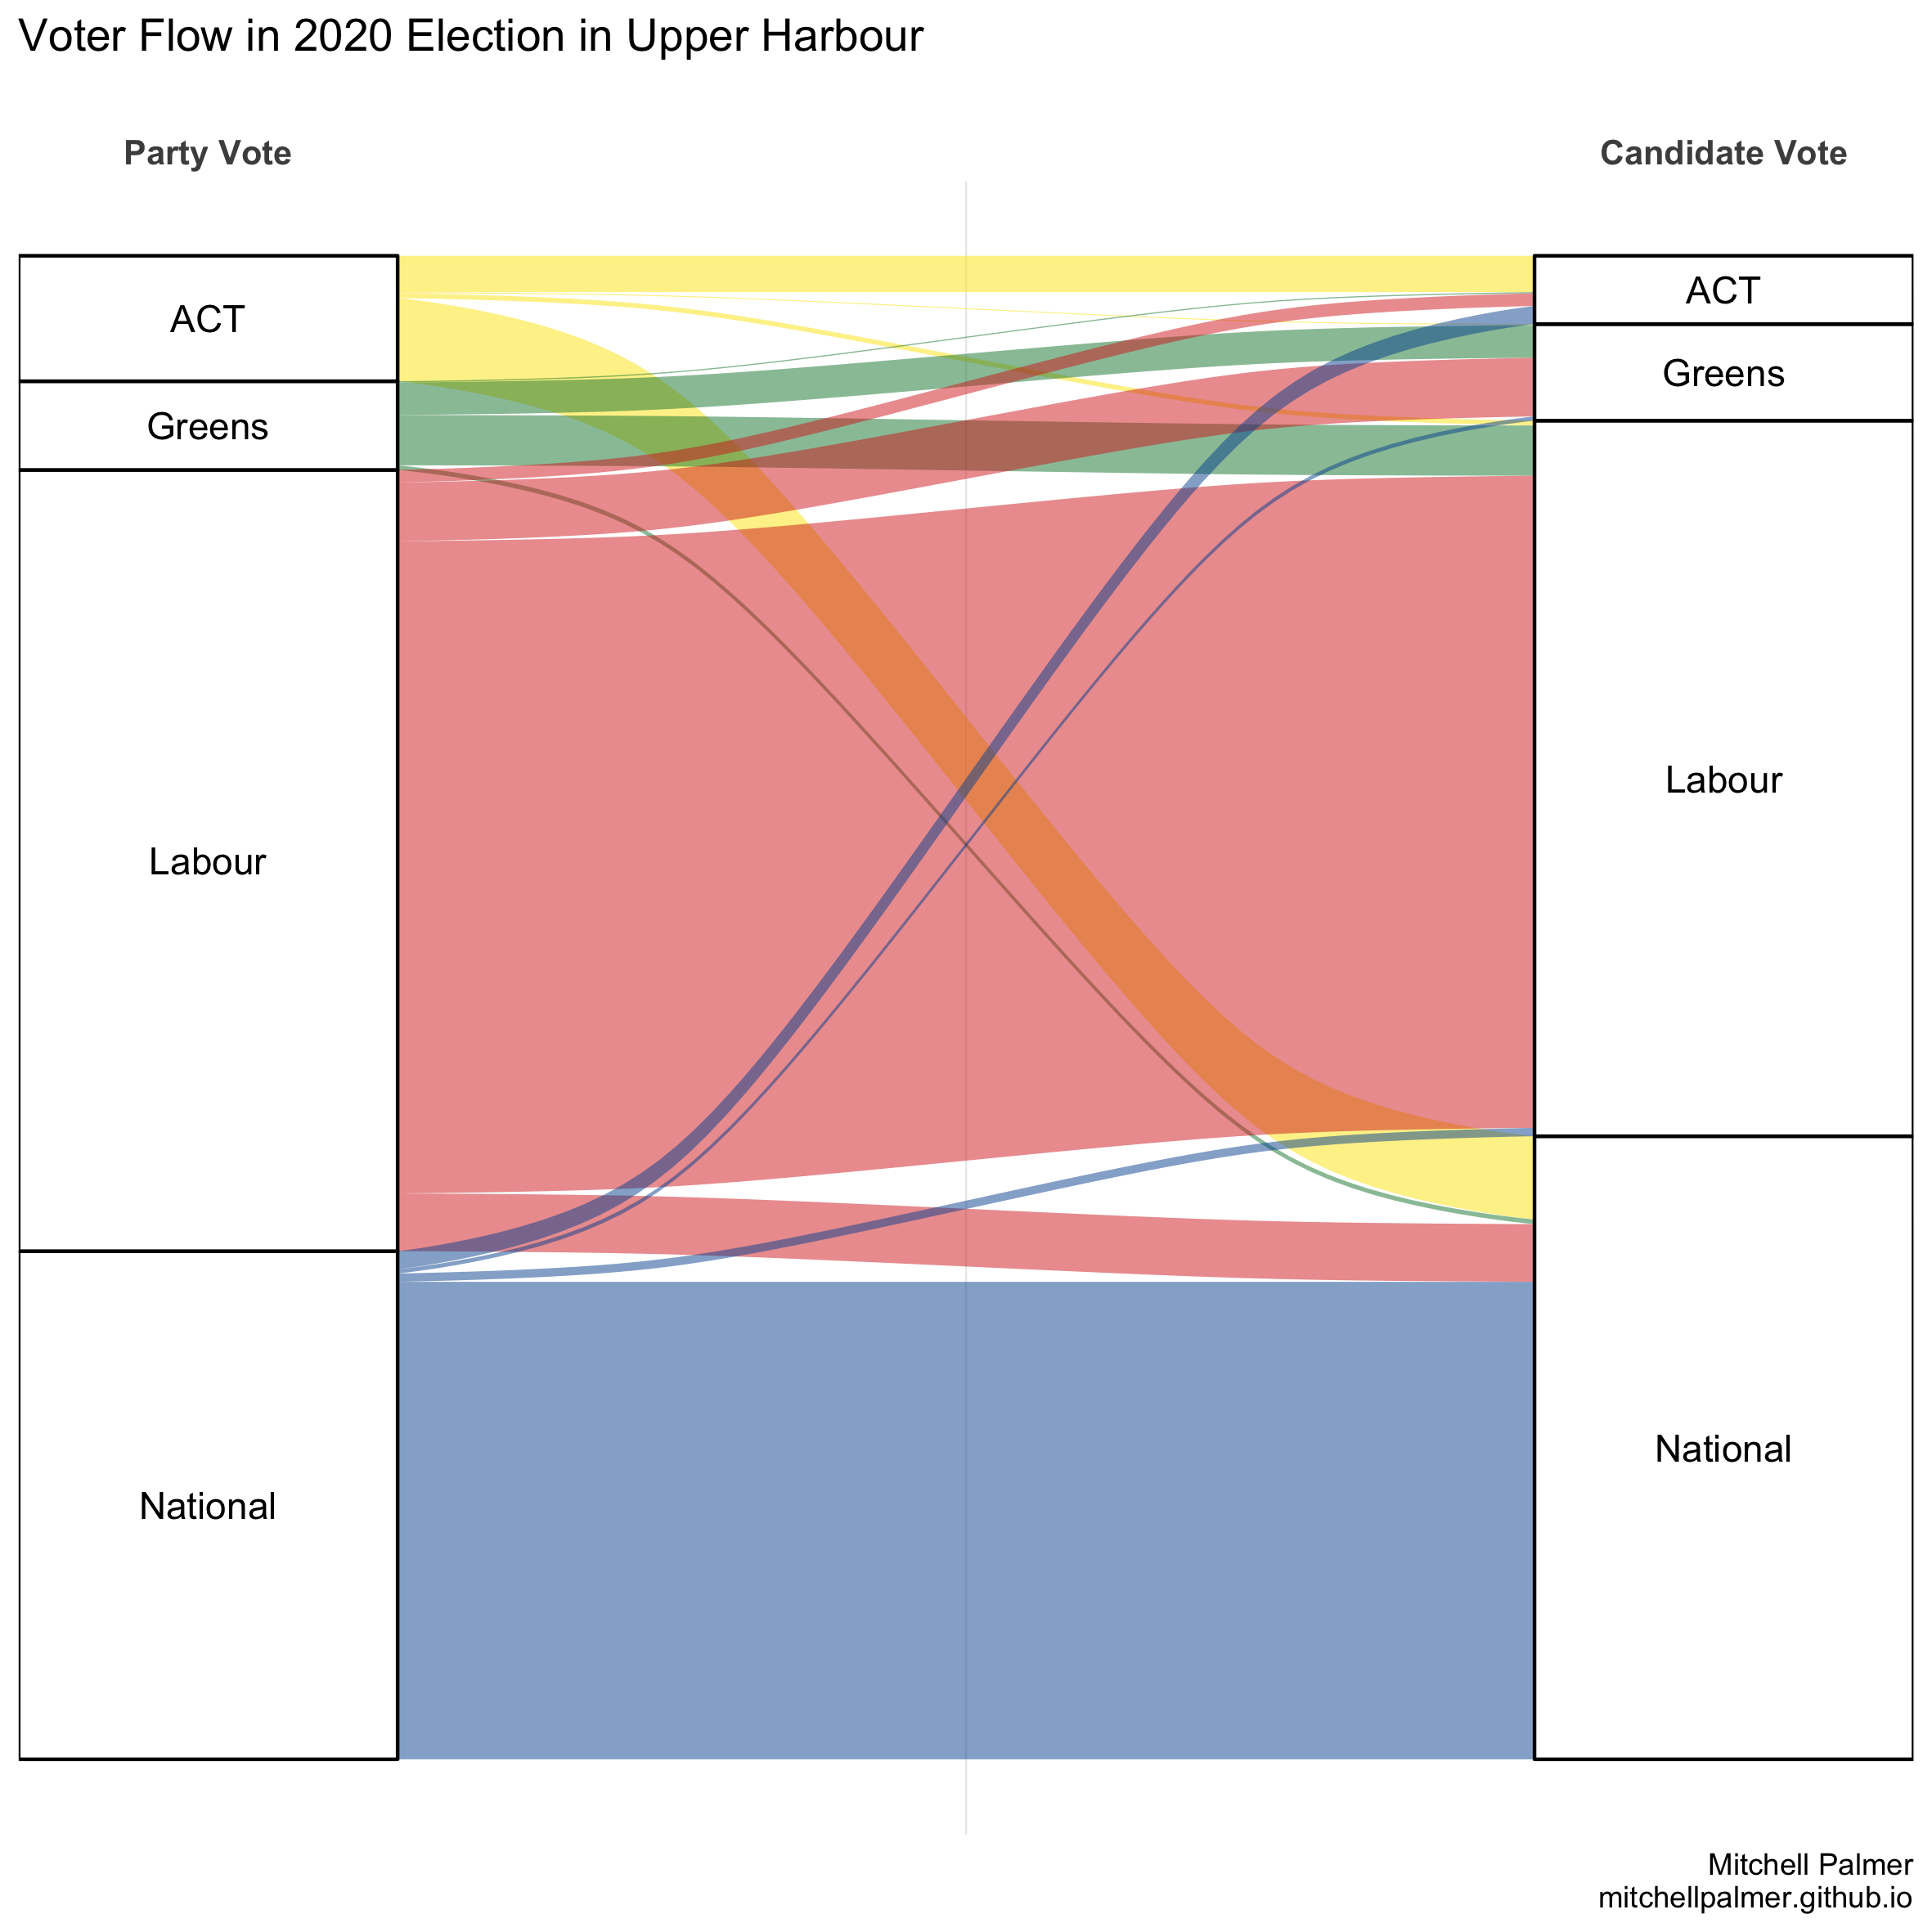 Voter Flow in 2020 Election in Upper Harbour
Party Vote
Candidate Vote
ACT
Greens
Labour
National
ACT
Greens
Labour
National
Mitchell Palmer
mitchellpalmer.github.io